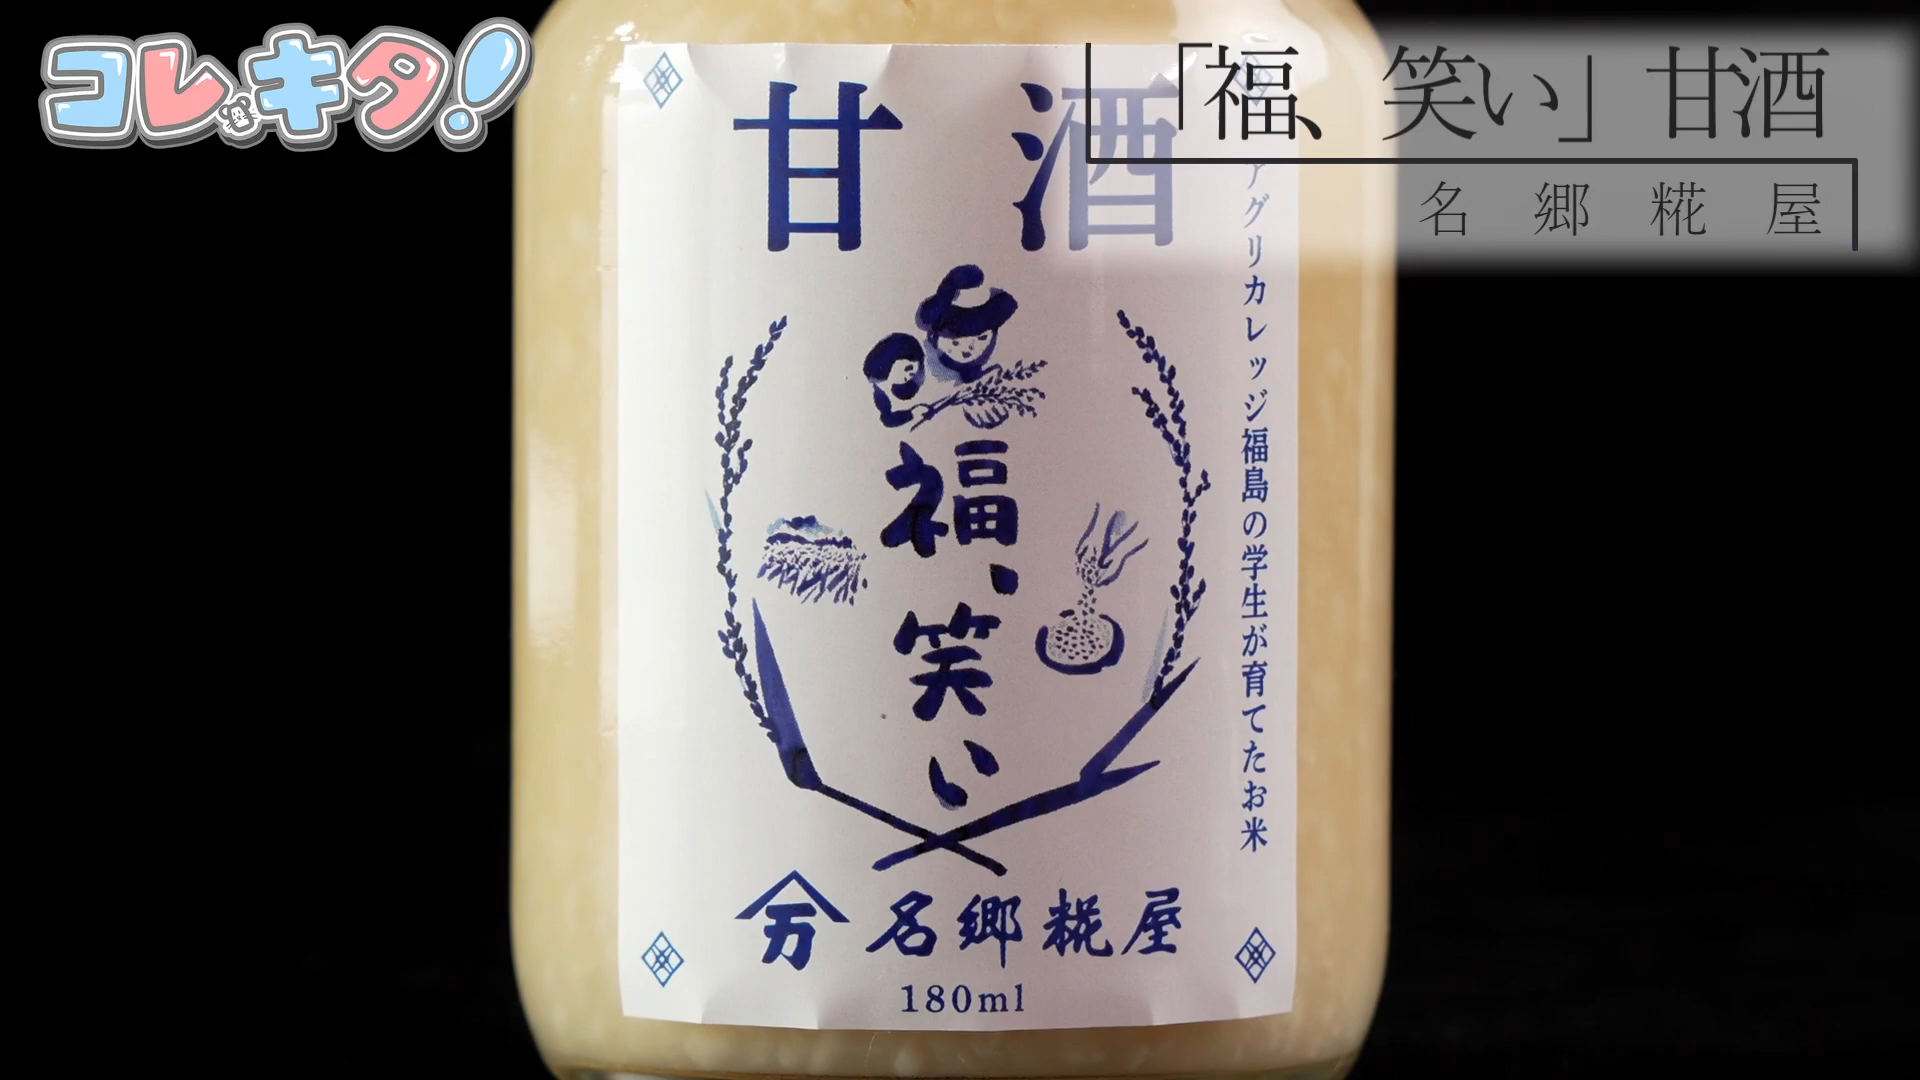 コレキタ!
「福、笑い」甘酒
名郷糀屋
甘酒
アグリカレッジ福島の学生が育てたお米
福、笑い
万 名郷糀屋
180ml